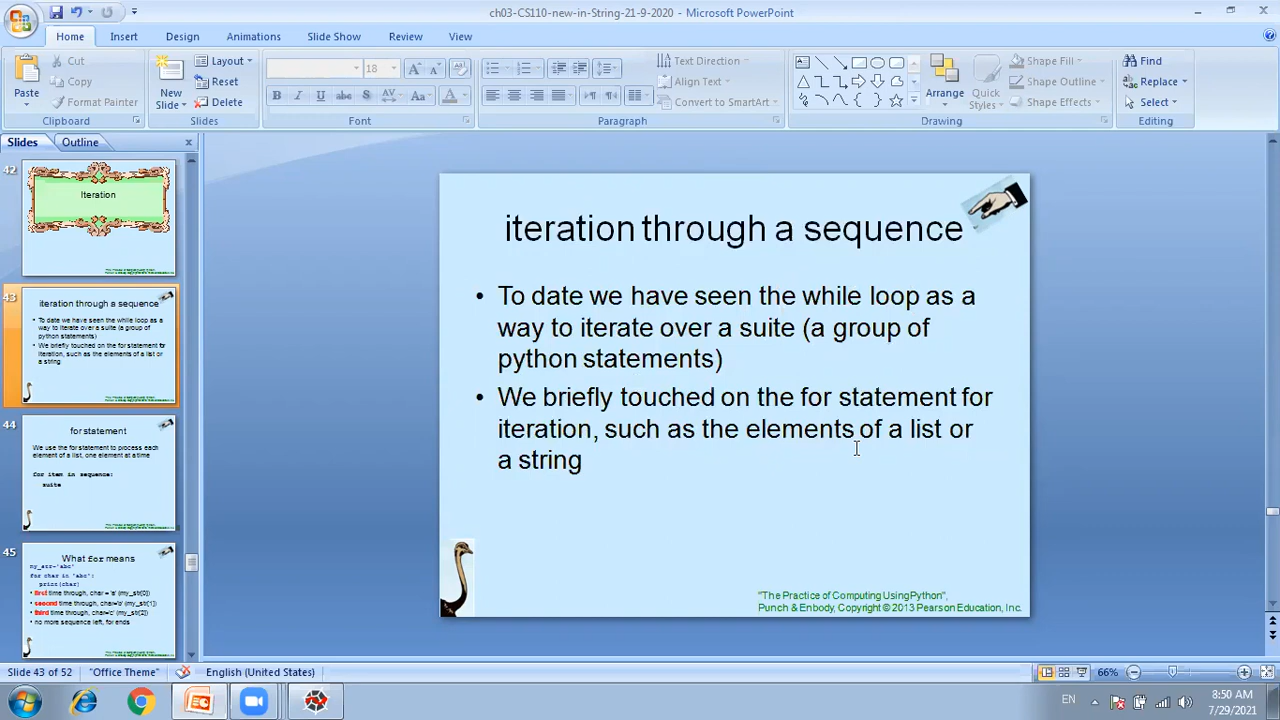 ch03-CS110-new-in-String-21-9-2020 - Microsoft PowerPoint
Home Insert Design Animations Slide Show Review View
Paste
Cut
Copy
Format Painter
Clipboard
New Slide
Layout
Reset
Delete
Slides
18
B I U abc S AV Aa A
Font
Text Direction
Align Text
Convert to SmartArt
Paragraph
Arrange
Quick Styles
Shape Fill
Shape Outline
Shape Effects
Drawing
Find
Replace
Select
Editing
Slides Outline
42
Iteration
43
iteration through a sequence
• To date we have seen the while loop as a
way to iterate over a suite (a group of
python statements)
• We briefly touched on the for statement for
iteration, such as the elements of a list or
a string
44
for statement
We use the for statement to process each
element of a list, one element at a time
for item in sequence:
suite
45
What for means
my_str='abc'
for char in 'abc':
print(char)
• first time through, char = 'a' (my_str[0])
• second time through, char='b' (my_str[1])
• third time through, char='c' (my_str[2])
• no more sequence left, for ends
iteration through a sequence
• To date we have seen the while loop as a
way to iterate over a suite (a group of
python statements)
• We briefly touched on the for statement for
iteration, such as the elements of a list or
a string
"The Practice of Computing Using Python",
Punch & Enbody, Copyright © 2013 Pearson Education, Inc.
Slide 43 of 52 "Office Theme" English (United States) 66%
EN
8:50 AM
7/29/2021